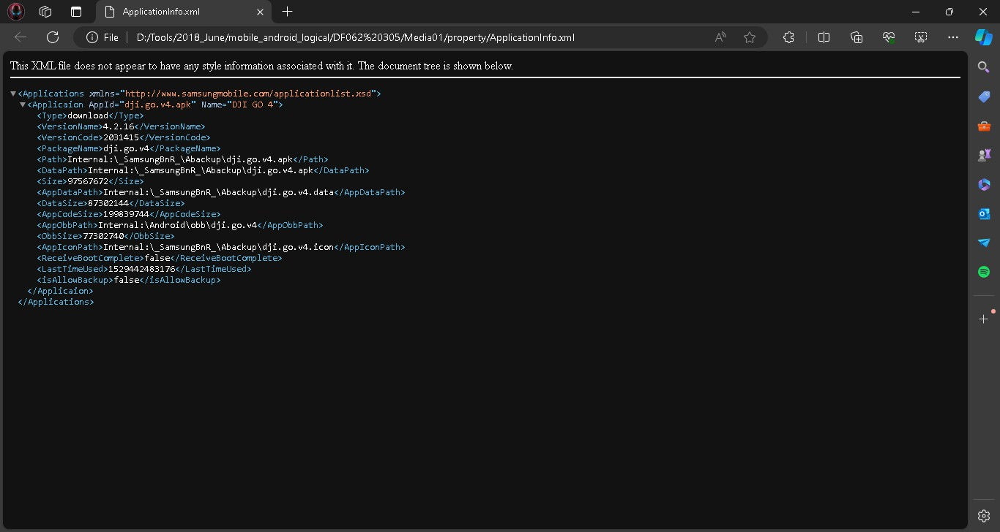 ApplicationInfo.xml
File
D:/Tools/2018_June/mobile_android_logical/DF062%20305/Media01/property/ApplicationInfo.xml
This XML file does not appear to have any style information associated with it. The document tree is shown below.
<Applications xmlns="http://www.samsungmobile.com/applicationlist.xsd">
<Applicaion AppId="dji.go.v4.apk" Name="DJI GO 4">
<Type>download</Type>
<VersionName>4.2.16</VersionName>
<VersionCode>2031415</VersionCode>
<PackageName>dji.go.v4</PackageName>
<Path>Internal:\_SamsungBnR_\Abackup\dji.go.v4.apk</Path>
<DataPath>Internal:\_SamsungBnR_\Abackup\dji.go.v4.apk</DataPath>
<Size>97567672</Size>
<AppDataPath>Internal:\_SamsungBnR_\Abackup\dji.go.v4.data</AppDataPath>
<DataSize>87302144</DataSize>
<AppCodeSize>199839744</AppCodeSize>
<AppObbPath>Internal:\Android\obb\dji.go.v4</AppObbPath>
<ObbSize>77302740</ObbSize>
<AppIconPath>Internal:\_SamsungBnR_\Abackup\dji.go.v4.icon</AppIconPath>
<ReceiveBootComplete>false</ReceiveBootComplete>
<LastTimeUsed>1529442483176</LastTimeUsed>
<isAllowBackup>false</isAllowBackup>
</Applicaion>
</Applications>